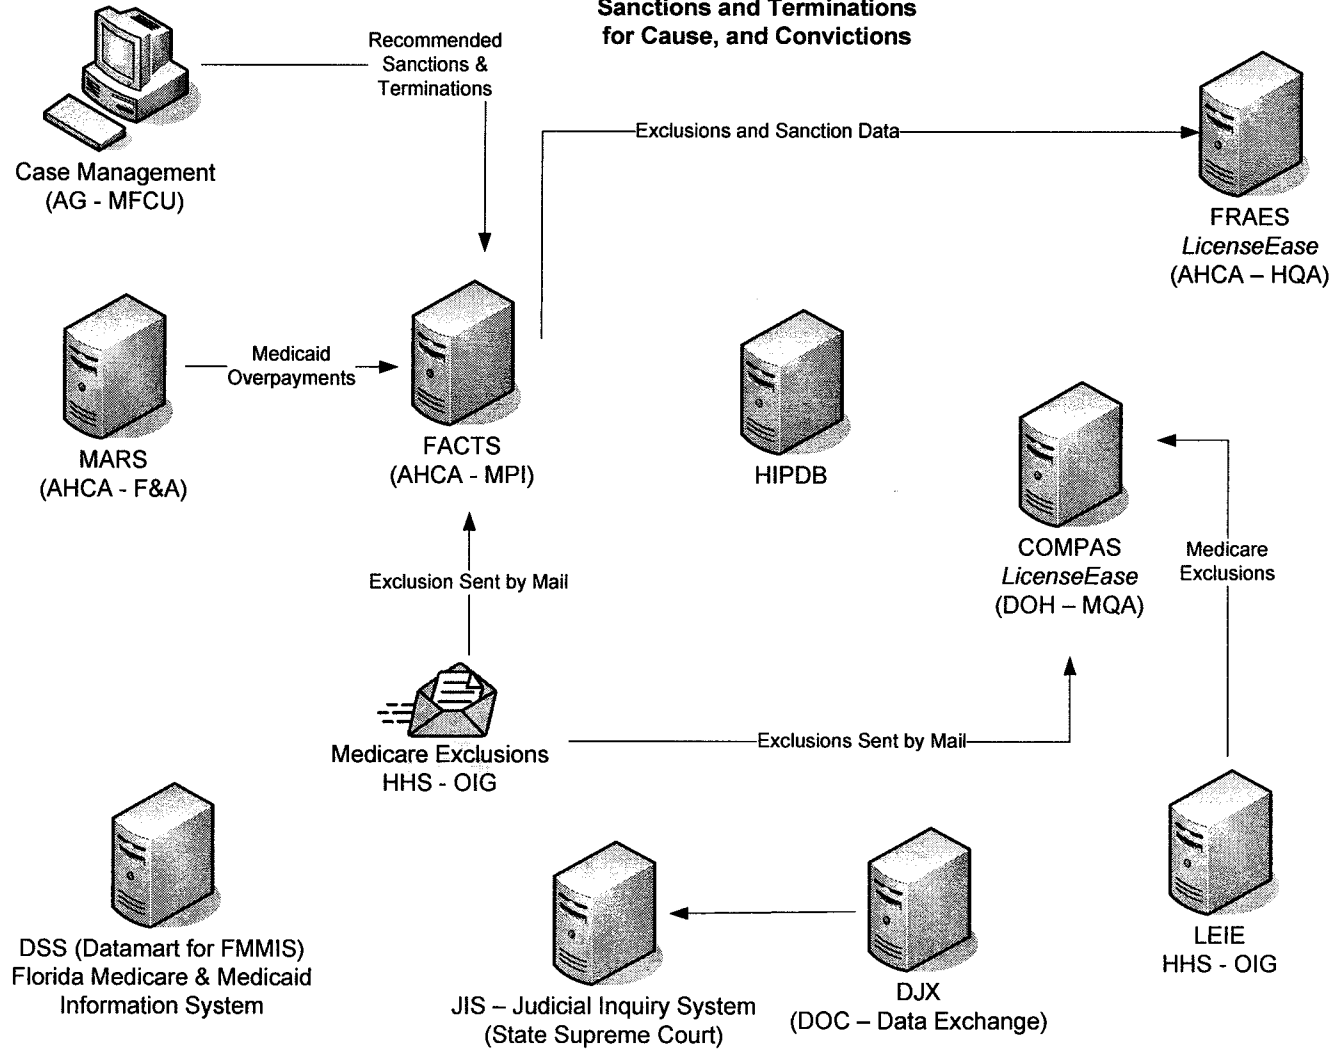 Sanctions and Terminations
for Cause, and Convictions
Recommended
Sanctions &
Terminations
Exclusions and Sanction Data
Case Management
(AG - MFCU)
FRAES
LicenseEase
(AHCA – HQA)
Medicaid
Overpayments
MARS
(AHCA - F&A)
FACTS
(AHCA - MPI)
HIPDB
COMPAS
LicenseEase
(DOH – MQA)
Medicare
Exclusions
Exclusion Sent by Mail
Medicare Exclusions
HHS - OIG
Exclusions Sent by Mail
DSS (Datamart for FMMIS)
Florida Medicare & Medicaid
Information System
JIS – Judicial Inquiry System
(State Supreme Court)
DJX
(DOC – Data Exchange)
LEIE
HHS - OIG